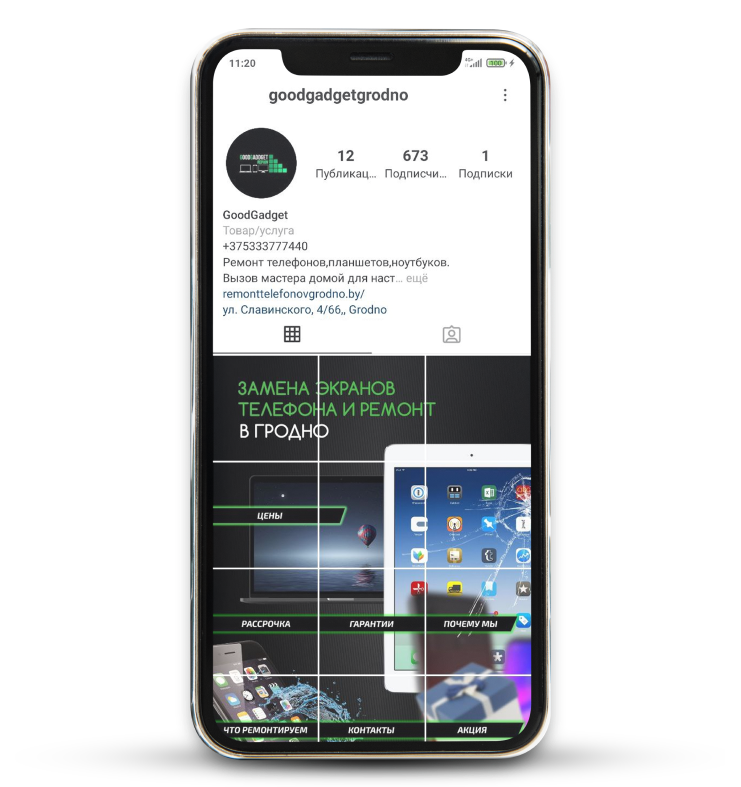 11:20
goodgadgetgrodno
GOODGADGET
12 673 1
Публикац... Подписчи... Подписки
GoodGadget
Товар/услуга
+375333777440
Ремонт телефонов,планшетов,ноутбуков.
Вызов мастера домой для наст... ещё
remonttelefonovgrodno.by/
ул. Славинского, 4/66,, Grodno
ЗАМЕНА ЭКРАНОВ
ТЕЛЕФОНА И РЕМОНТ
В ГРОДНО
ЦЕНЫ
РАССРОЧКА ГАРАНТИИ ПОЧЕМУ МЫ
ЧТО РЕМОНТИРУЕМ КОНТАКТЫ АКЦИЯ